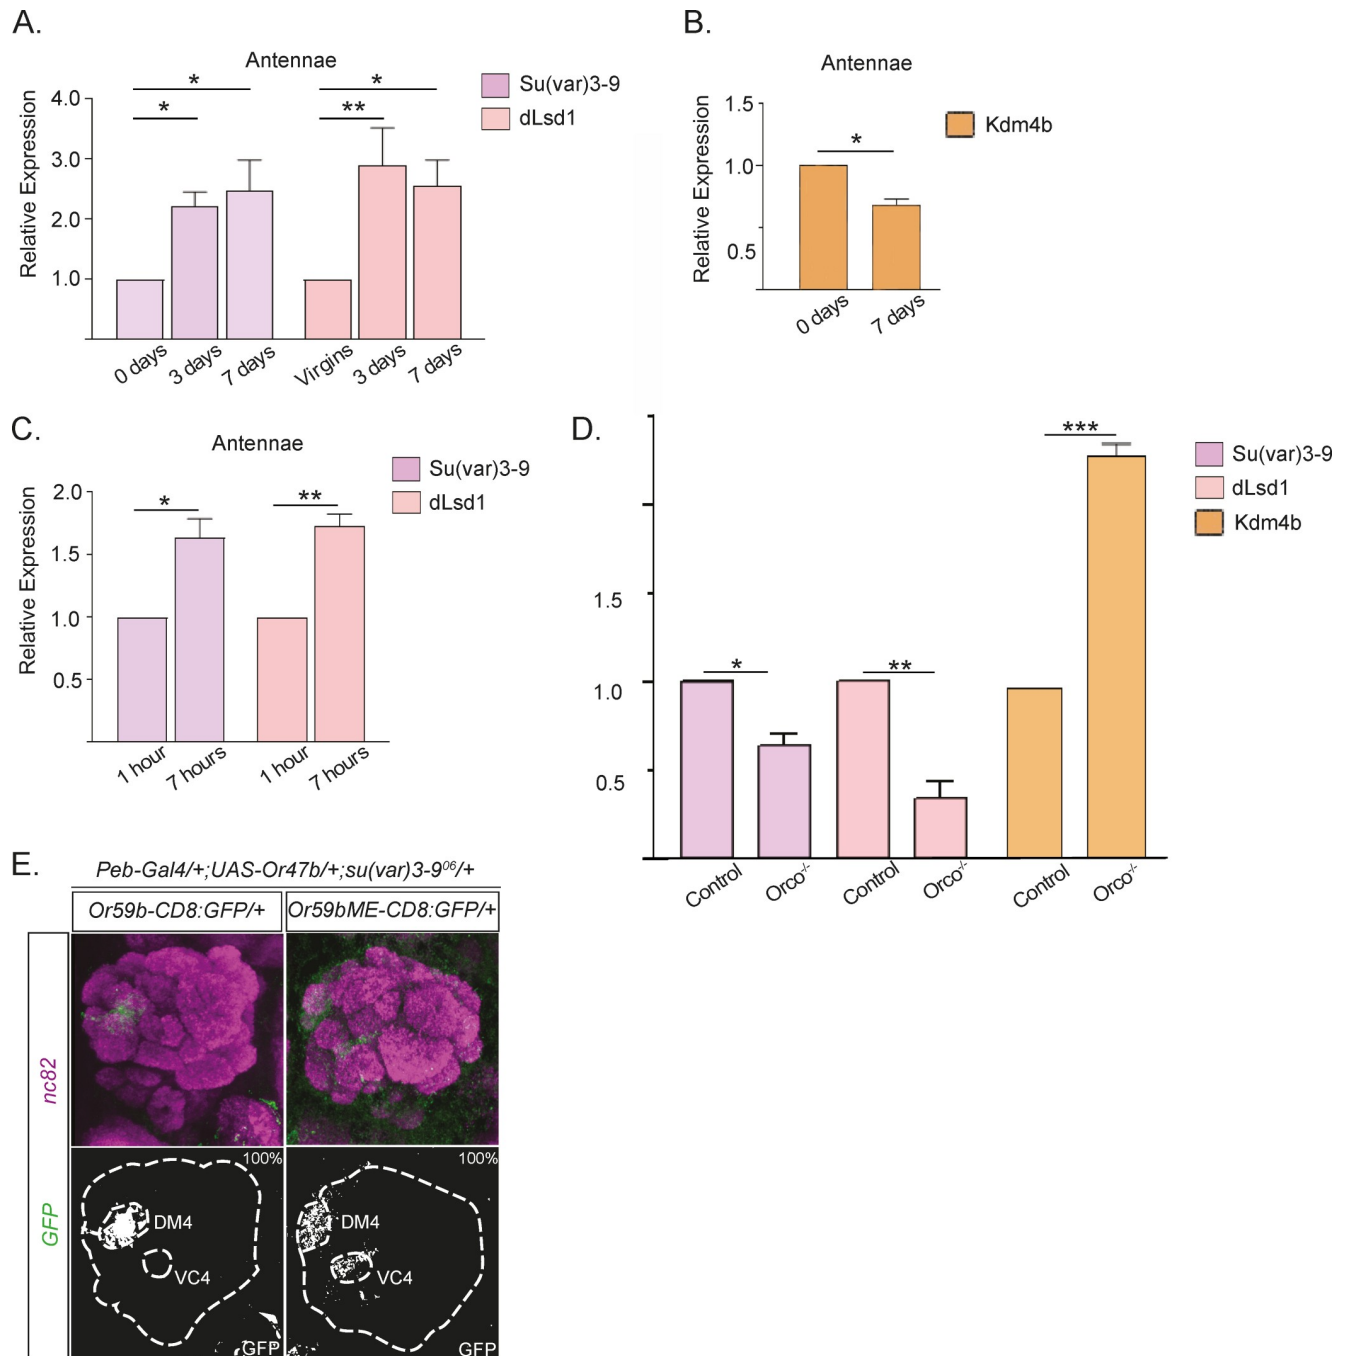 A.
Antennae
* *
* **
Su(var)3-9
dLsd1
Relative Expression
4.0
3.0
2.0
1.0
0 days 3 days 7 days Virgins 3 days 7 days
B.
Antennae
*
Kdm4b
Relative Expression
1.5
1.0
0.5
0 days 7 days
C.
Antennae
* **
Su(var)3-9
dLsd1
Relative Expression
2.0
1.5
1.0
0.5
1 hour 7 hours 1 hour 7 hours
D.
* ** ***
Su(var)3-9
dLsd1
Kdm4b
1.5
1.0
0.5
Control Orco-/- Control Orco-/- Control Orco-/-
E.
Peb-Gal4/+;UAS-Or47b/+;su(var)3-906/+
Or59b-CD8:GFP/+ Or59bME-CD8:GFP/+
nc82
GFP
100% 100%
DM4 DM4
VC4 VC4
GFP GFP